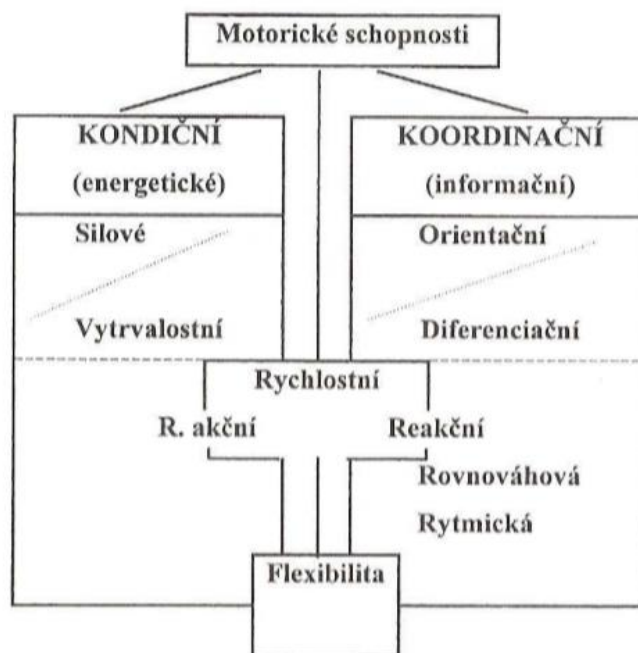 Motorické schopnosti
KONDIČNÍ
(energetické)
KOORDINAČNÍ
(informační)
Silové
Vytrvalostní
Orientační
Diferenciační
Rychlostní
R. akční
Reakční
Rovnováhová
Rytmická
Flexibilita